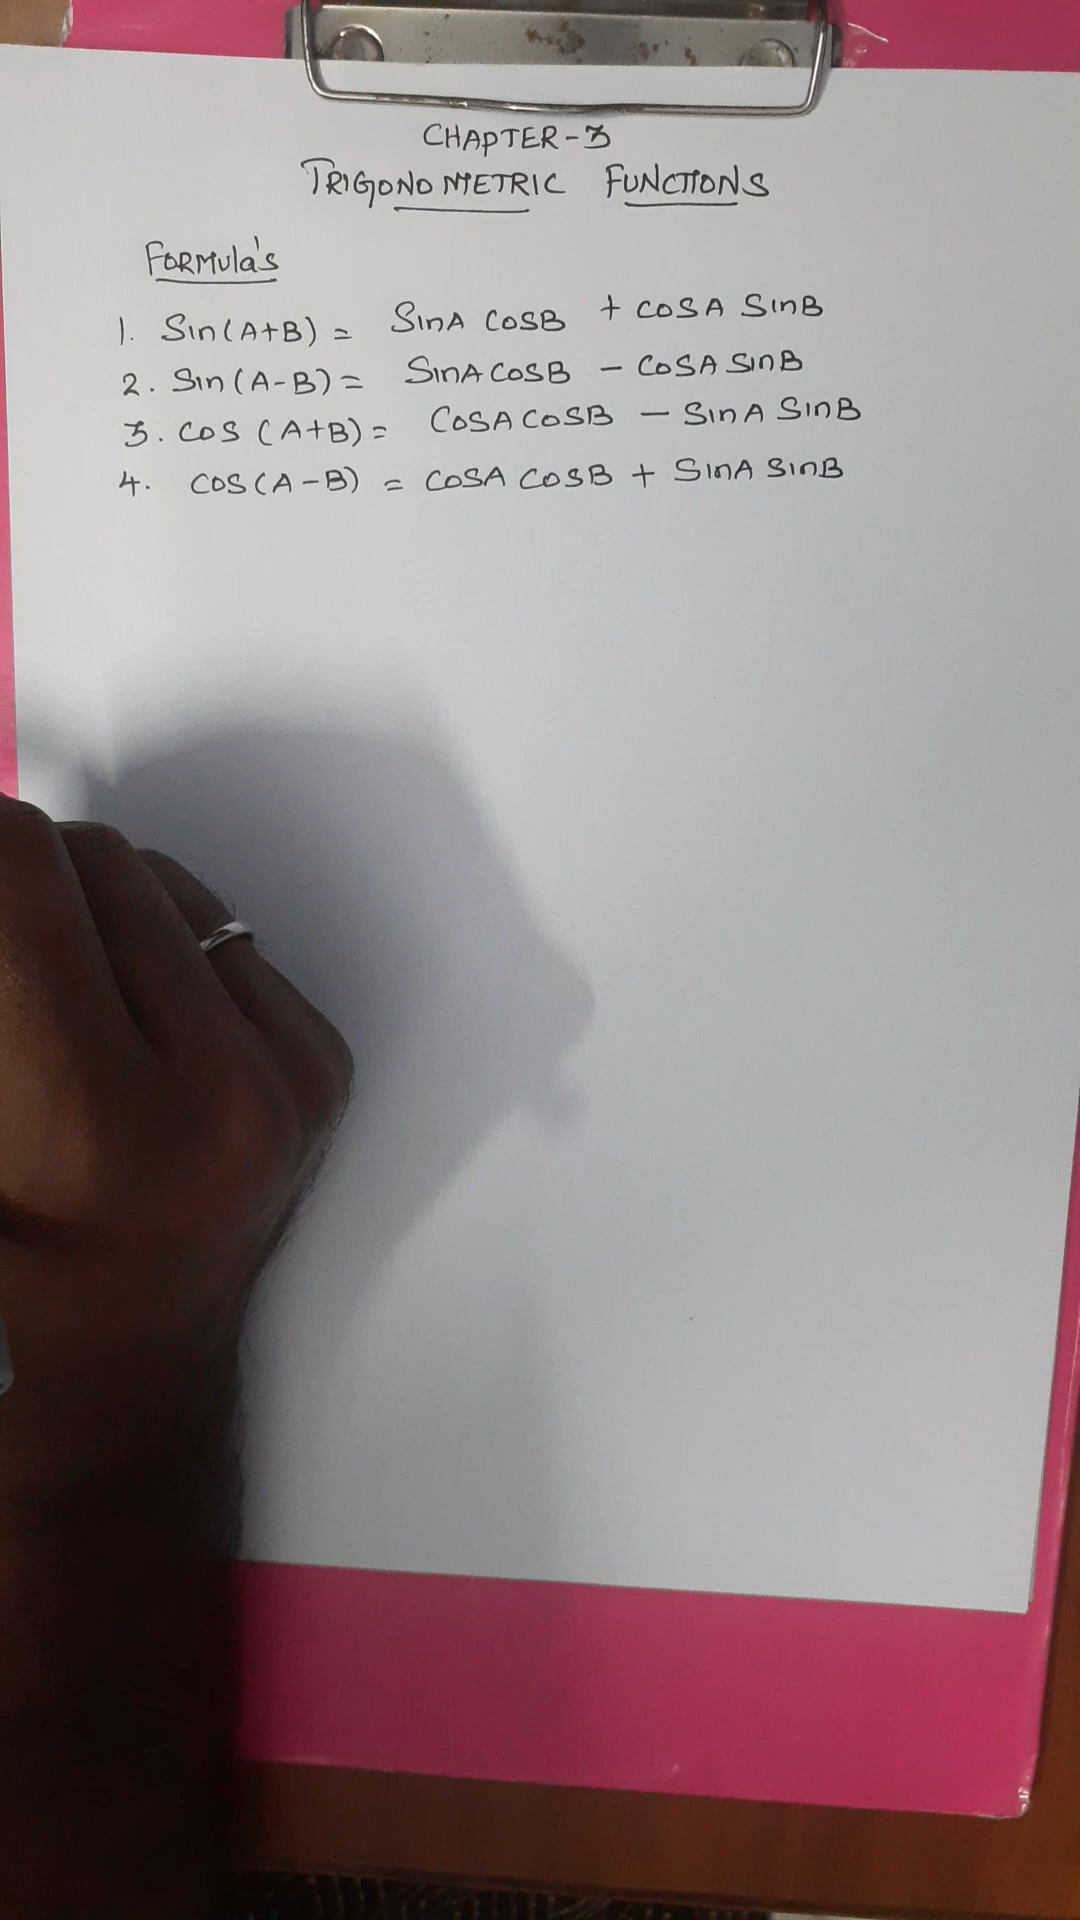 CHAPTER-3
TRIGONOMETRIC FUNCTIONS
FORMula's
1. Sin(A+B) = SinA COSB + COSA SinB
2. Sin(A-B) = SinA COSB - COSA SinB
3. COS (A+B) = COSA COSB - SinA SinB
4. COS(A-B) = COSA COSB + SinA SinB